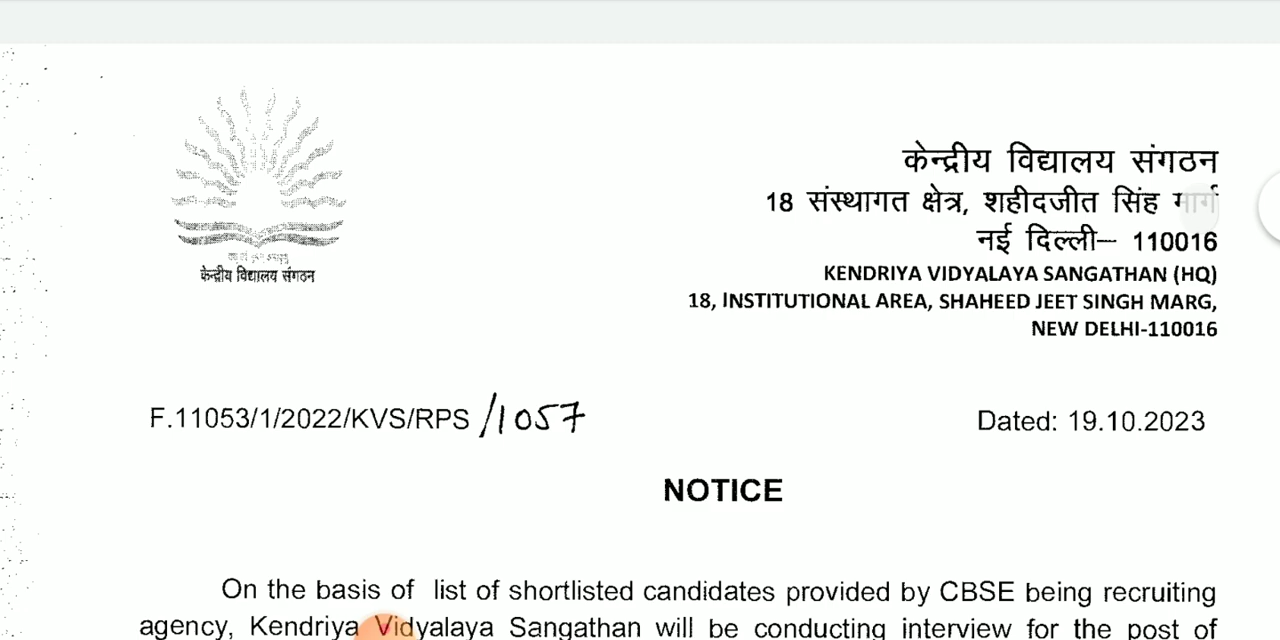 केन्द्रीय विद्यालय संगठन
केन्द्रीय विद्यालय संगठन
18 संस्थागत क्षेत्र, शहीदजीत सिंह मार्ग
नई दिल्ली– 110016
KENDRIYA VIDYALAYA SANGATHAN (HQ)
18, INSTITUTIONAL AREA, SHAHEED JEET SINGH MARG,
NEW DELHI-110016
F.11053/1/2022/KVS/RPS /1057 Dated: 19.10.2023
NOTICE
On the basis of list of shortlisted candidates provided by CBSE being recruiting
agency, Kendriya Vidyalaya Sangathan will be conducting interview for the post of